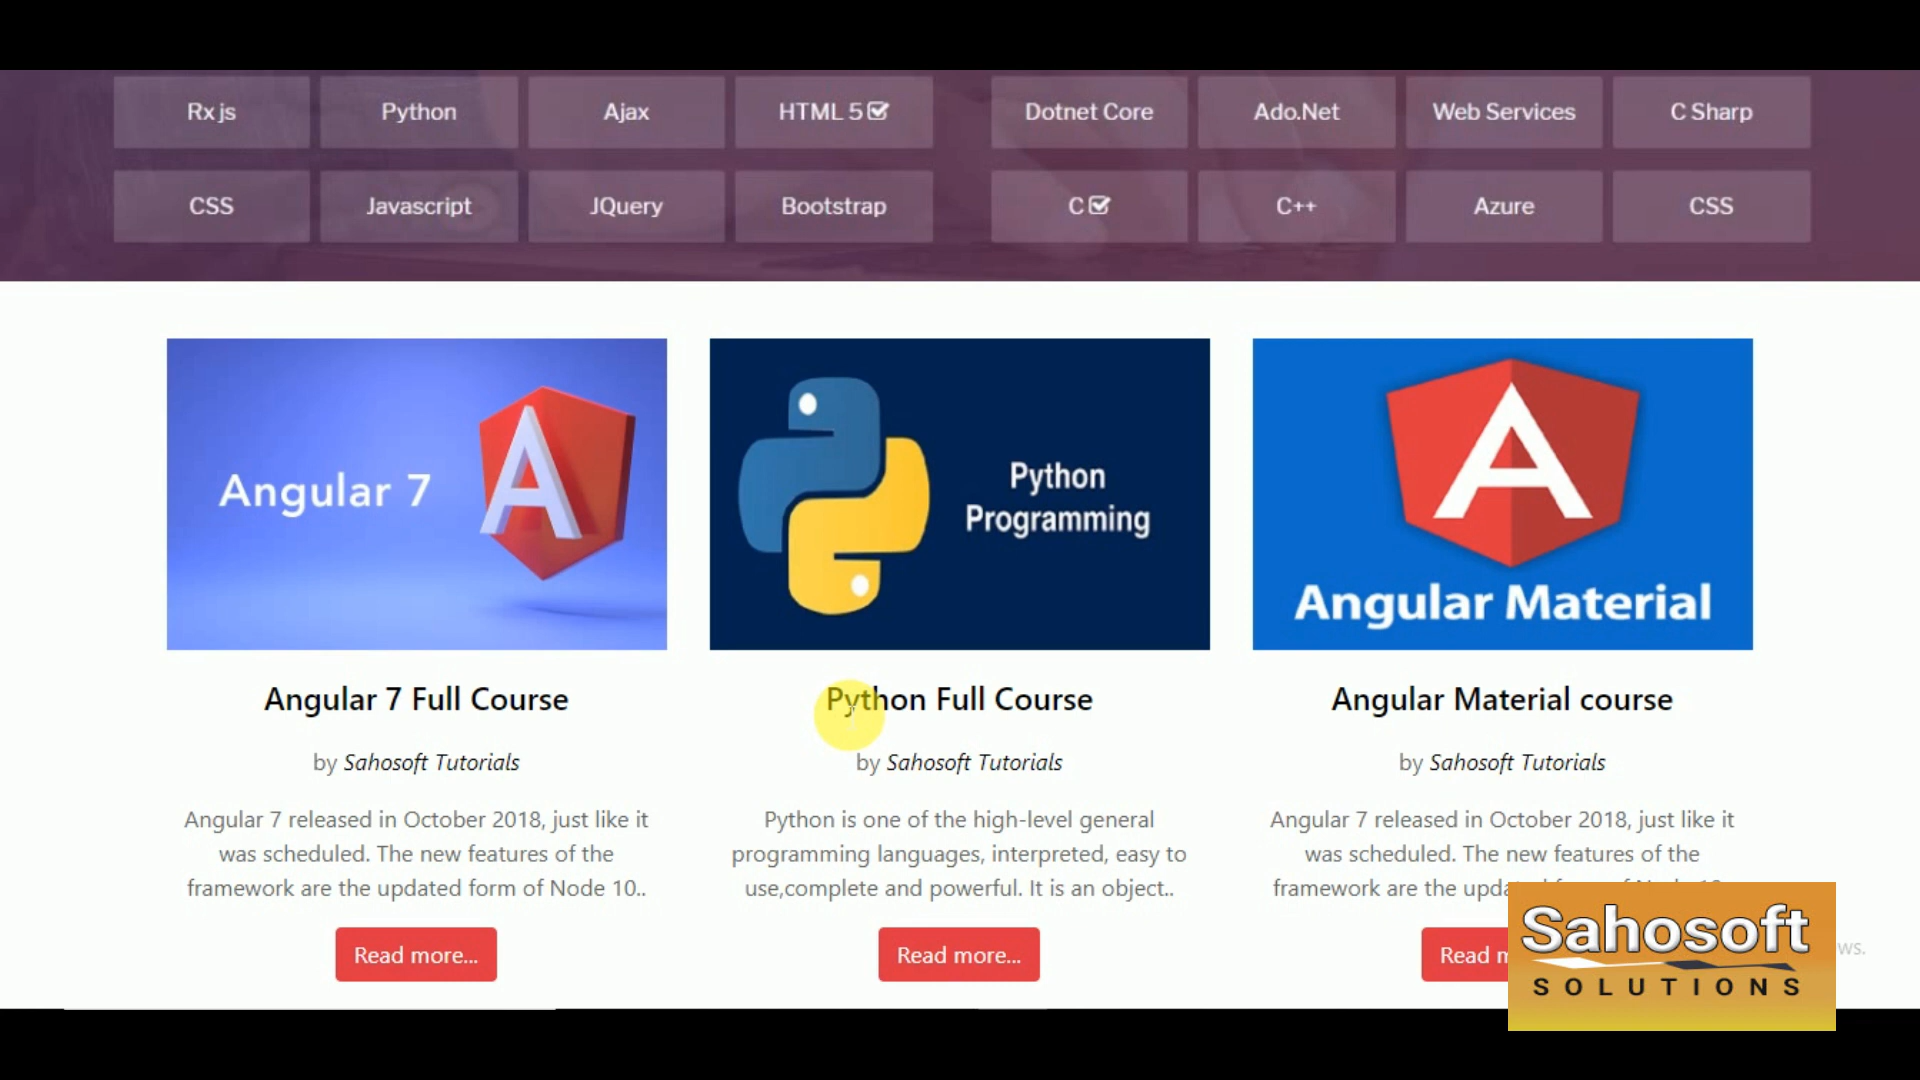 Rx js Python Ajax HTML 5 Dotnet Core Ado.Net Web Services C Sharp
CSS Javascript JQuery Bootstrap C C++ Azure CSS
Angular 7
Python
Programming
Angular Material
Angular 7 Full Course
by Sahosoft Tutorials
Angular 7 released in October 2018, just like it
was scheduled. The new features of the
framework are the updated form of Node 10..
Read more...
Python Full Course
by Sahosoft Tutorials
Python is one of the high-level general
programming languages, interpreted, easy to
use,complete and powerful. It is an object..
Read more...
Angular Material course
by Sahosoft Tutorials
Angular 7 released in October 2018, just like it
was scheduled. The new features of the
framework are the
Read
Sahosoft
SOLUTIONS